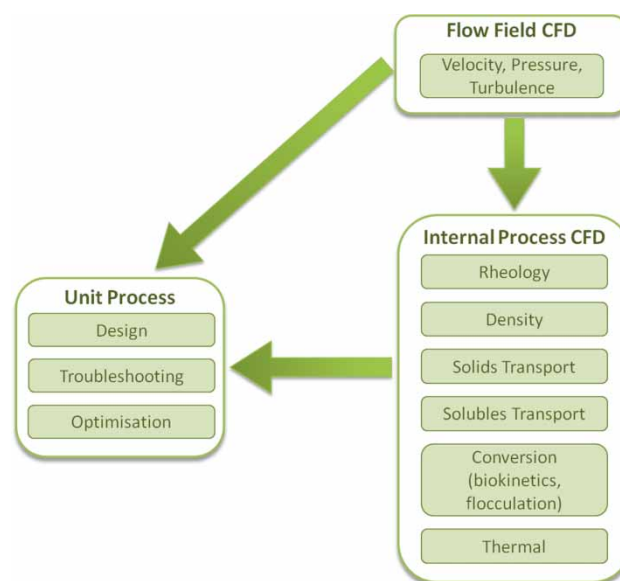 Flow Field CFD
Velocity, Pressure,
Turbulence
Internal Process CFD
Rheology
Density
Solids Transport
Solubles Transport
Conversion
(biokinetics,
flocculation)
Thermal
Unit Process
Design
Troubleshooting
Optimisation